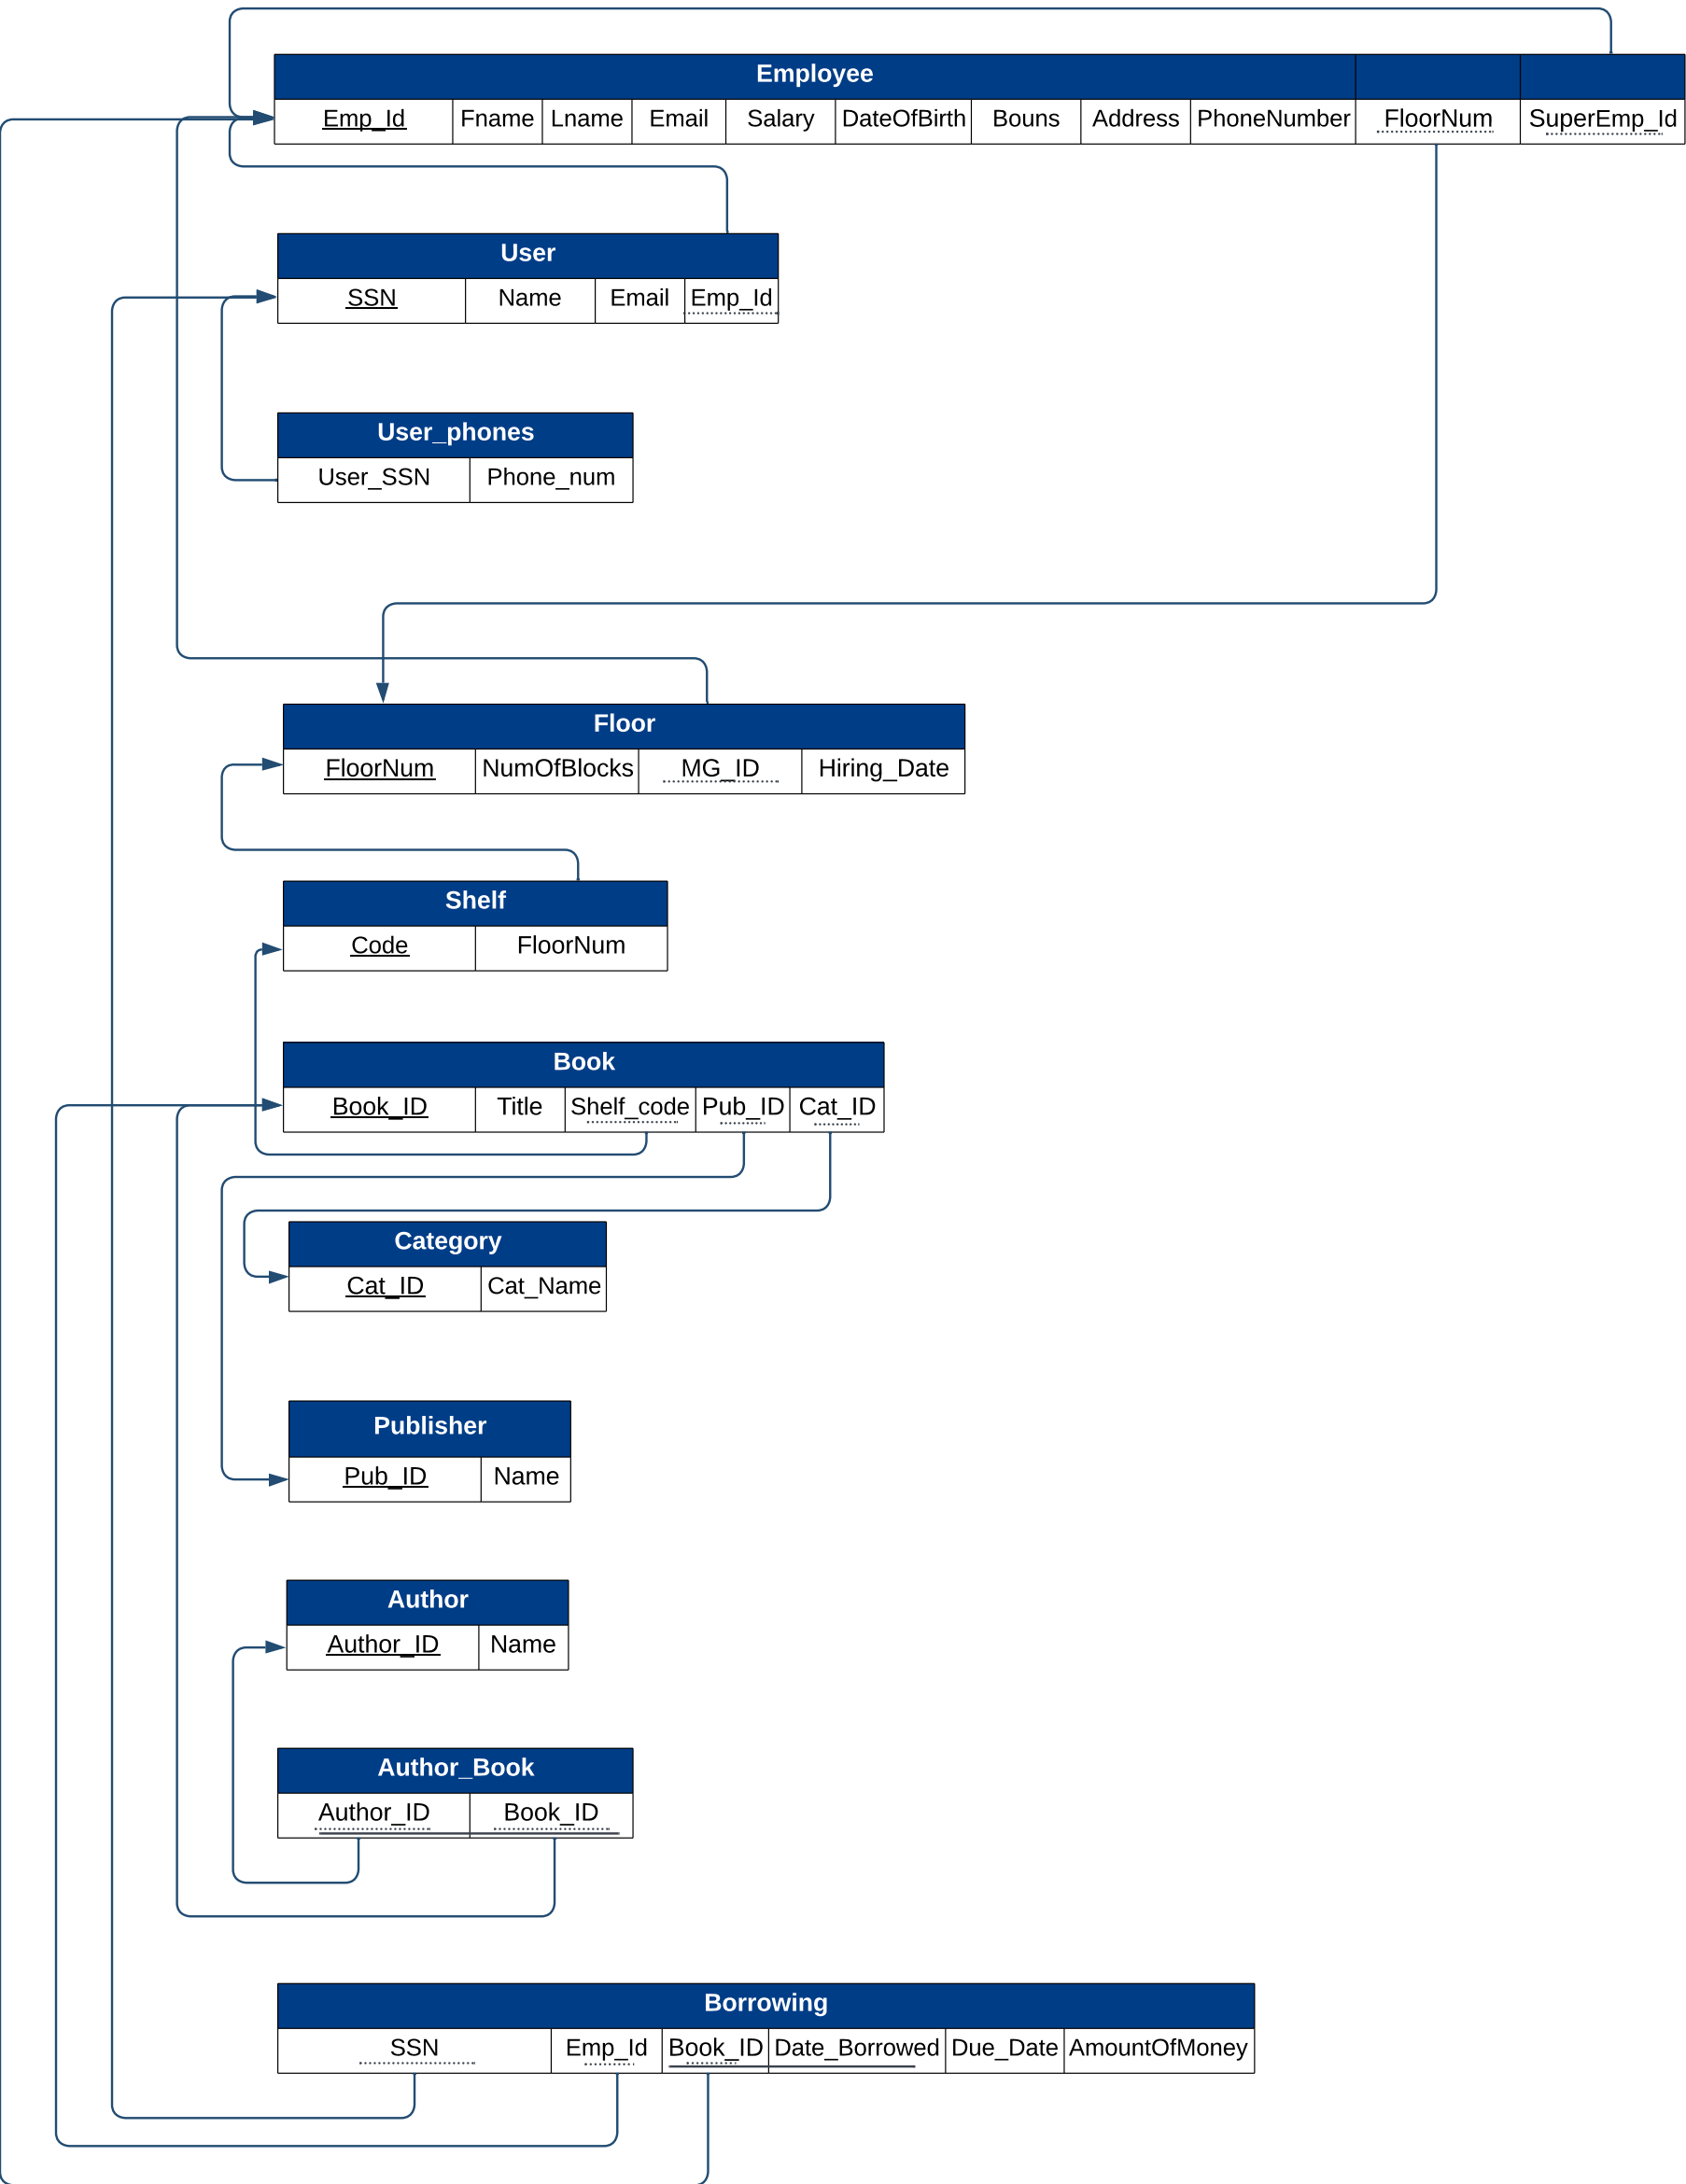 Employee
Emp_Id Fname Lname Email Salary DateOfBirth Bouns Address PhoneNumber FloorNum SuperEmp_Id
User
SSN Name Email Emp_Id
User_phones
User_SSN Phone_num
Floor
FloorNum NumOfBlocks MG_ID Hiring_Date
Shelf
Code FloorNum
Book
Book_ID Title Shelf_code Pub_ID Cat_ID
Category
Cat_ID Cat_Name
Publisher
Pub_ID Name
Author
Author_ID Name
Author_Book
Author_ID Book_ID
Borrowing
SSN Emp_Id Book_ID Date_Borrowed Due_Date AmountOfMoney